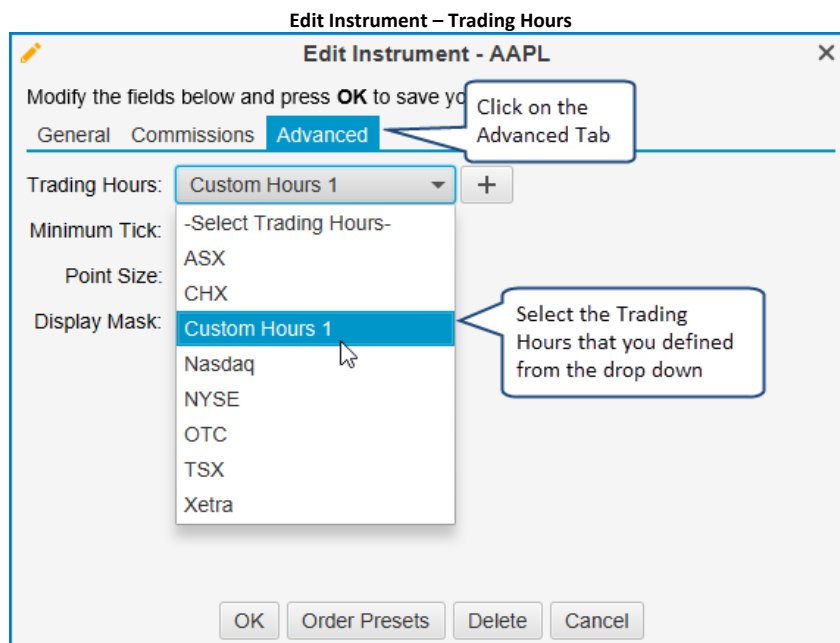 Edit Instrument – Trading Hours
Edit Instrument - AAPL
Modify the fields below and press OK to save yo
Click on the
Advanced Tab
General Commissions Advanced
Trading Hours: Custom Hours 1
-Select Trading Hours-
Minimum Tick:
ASX
Point Size:
CHX
Display Mask:
Custom Hours 1
Select the Trading
Hours that you defined
from the drop down
Nasdaq
NYSE
OTC
TSX
Xetra
OK Order Presets Delete Cancel